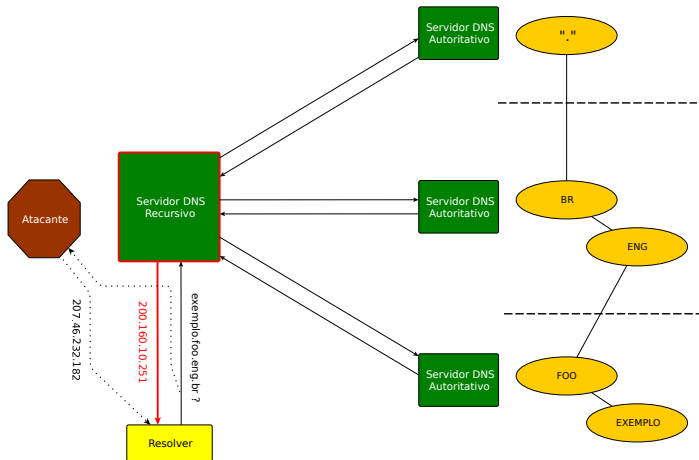 Servidor DNS
Autoritativo
"."
Servidor DNS
Recursivo
Servidor DNS
Autoritativo
BR
Atacante
ENG
207.46.232.182
200.160.10.251
exemplo.foo.eng.br ?
Servidor DNS
Autoritativo
FOO
EXEMPLO
Resolver